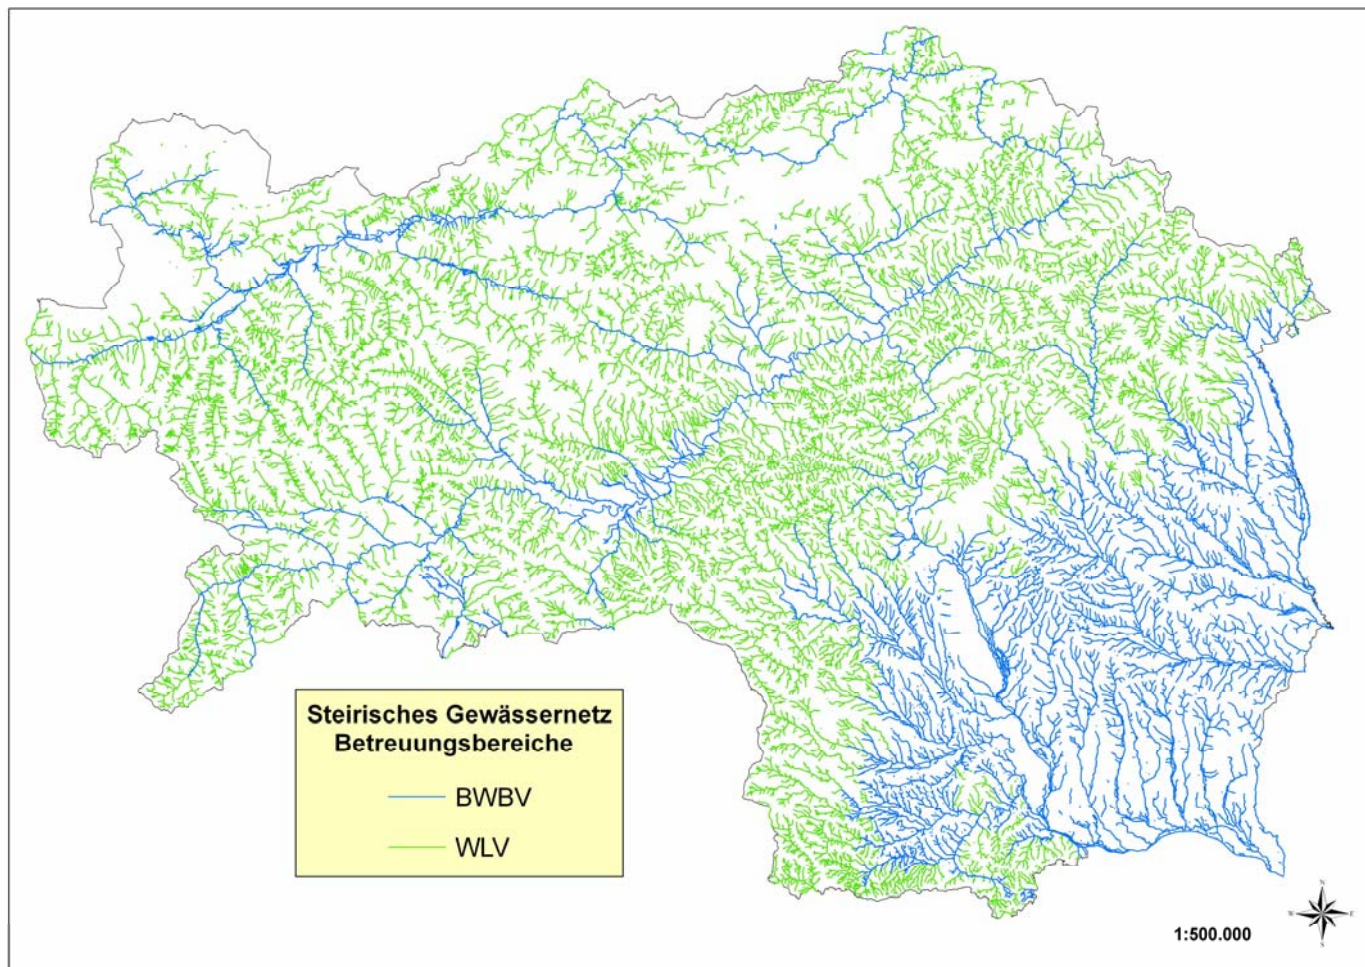 Steirisches Gewässernetz
Betreuungsbereiche
BWBV
WLV
1:500.000
N
W E
S